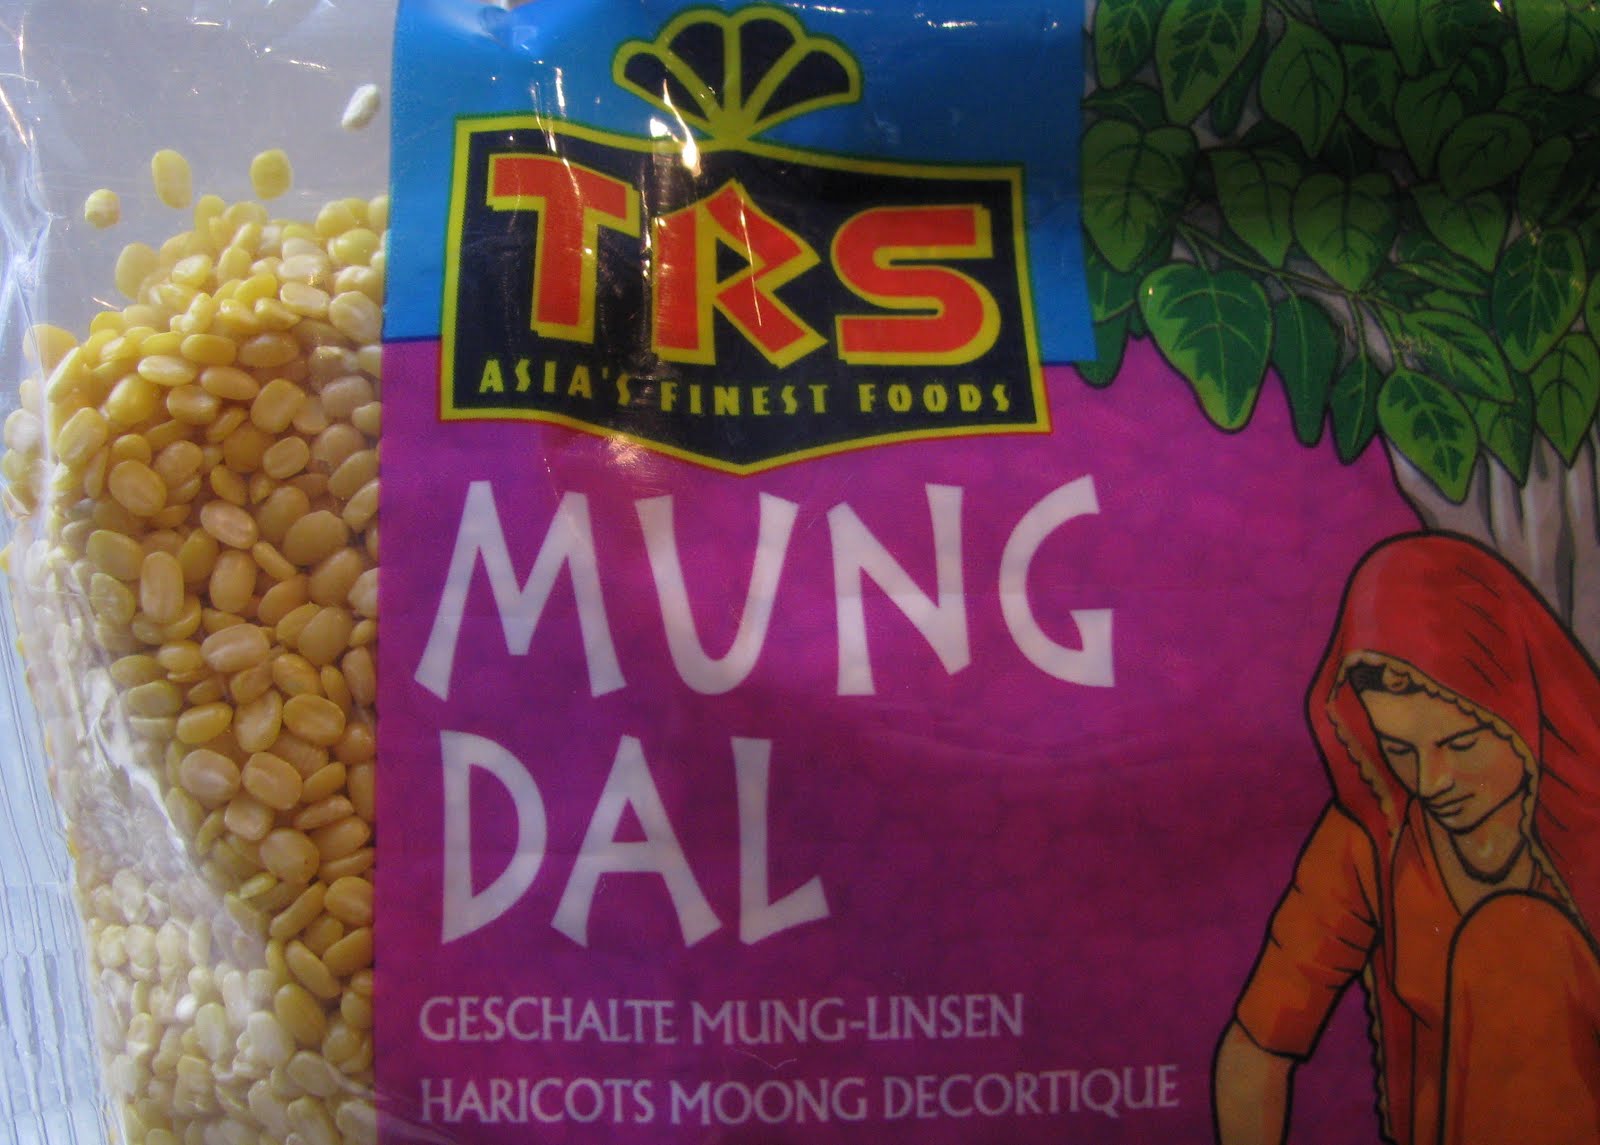 TRS
ASIA'S FINEST FOODS
MUNG
DAL
GESCHALTE MUNG-LINSEN
HARICOTS MOONG DECORTIQUE